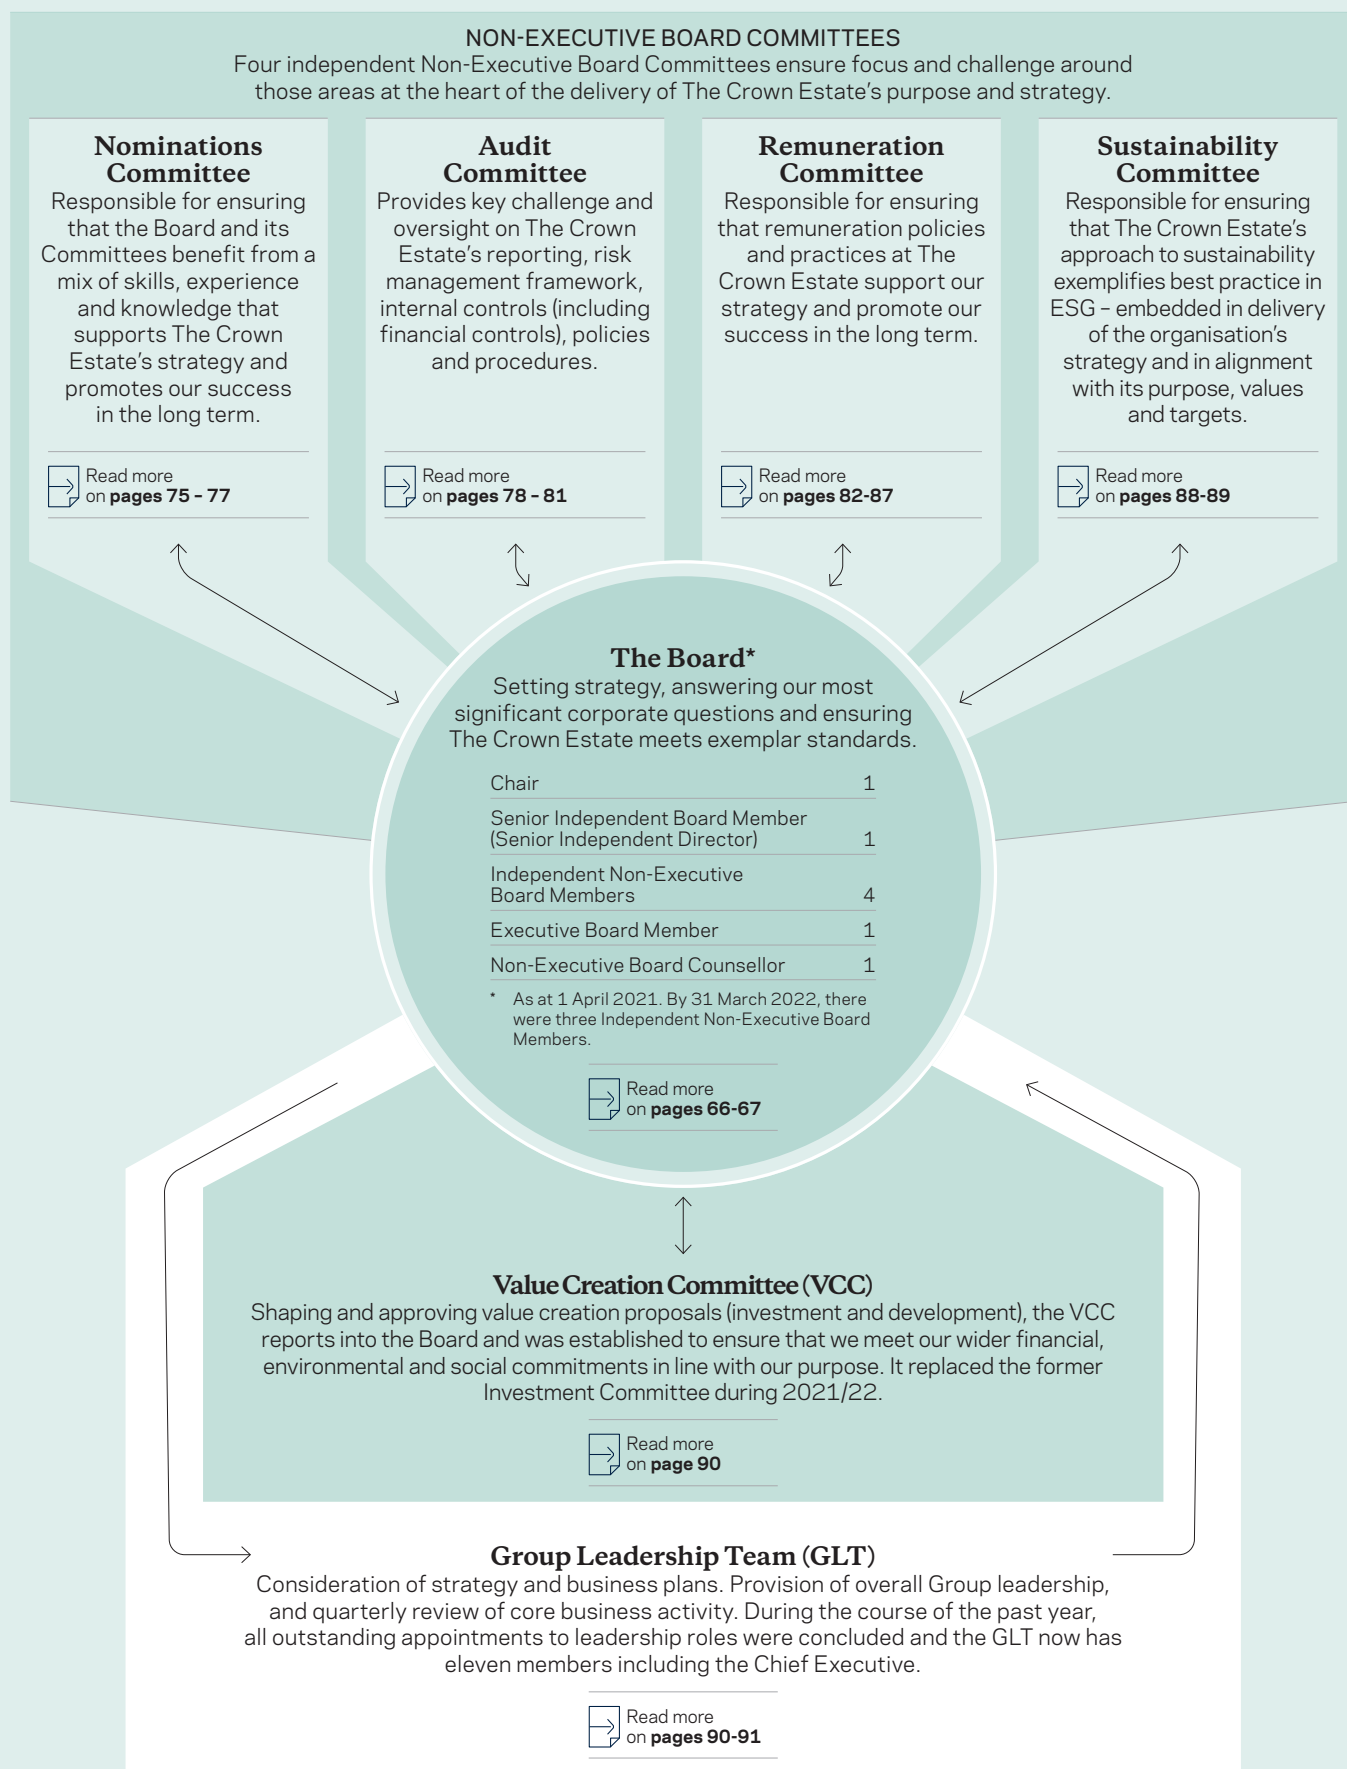 NON-EXECUTIVE BOARD COMMITTEES
Four independent Non-Executive Board Committees ensure focus and challenge around
those areas at the heart of the delivery of The Crown Estate's purpose and strategy.
Nominations
Committee
Responsible for ensuring
that the Board and its
Committees benefit from a
mix of skills, experience
and knowledge that
supports The Crown
Estate's strategy and
promotes our success
in the long term.
Read more
on pages 75 – 77
Audit
Committee
Provides key challenge and
oversight on The Crown
Estate's reporting, risk
management framework,
internal controls (including
financial controls), policies
and procedures.
Read more
on pages 78 – 81
Remuneration
Committee
Responsible for ensuring
that remuneration policies
and practices at The
Crown Estate support our
strategy and promote our
success in the long term.
Read more
on pages 82-87
Sustainability
Committee
Responsible for ensuring
that The Crown Estate's
approach to sustainability
exemplifies best practice in
ESG – embedded in delivery
of the organisation's
strategy and in alignment
with its purpose, values
and targets.
Read more
on pages 88-89
The Board*
Setting strategy, answering our most
significant corporate questions and ensuring
The Crown Estate meets exemplar standards.
Chair 1
Senior Independent Board Member
(Senior Independent Director) 1
Independent Non-Executive
Board Members 4
Executive Board Member 1
Non-Executive Board Counsellor 1
* As at 1 April 2021. By 31 March 2022, there
were three Independent Non-Executive Board
Members.
Read more
on pages 66-67
Value Creation Committee (VCC)
Shaping and approving value creation proposals (investment and development), the VCC
reports into the Board and was established to ensure that we meet our wider financial,
environmental and social commitments in line with our purpose. It replaced the former
Investment Committee during 2021/22.
Read more
on page 90
Group Leadership Team (GLT)
Consideration of strategy and business plans. Provision of overall Group leadership,
and quarterly review of core business activity. During the course of the past year,
all outstanding appointments to leadership roles were concluded and the GLT now has
eleven members including the Chief Executive.
Read more
on pages 90-91